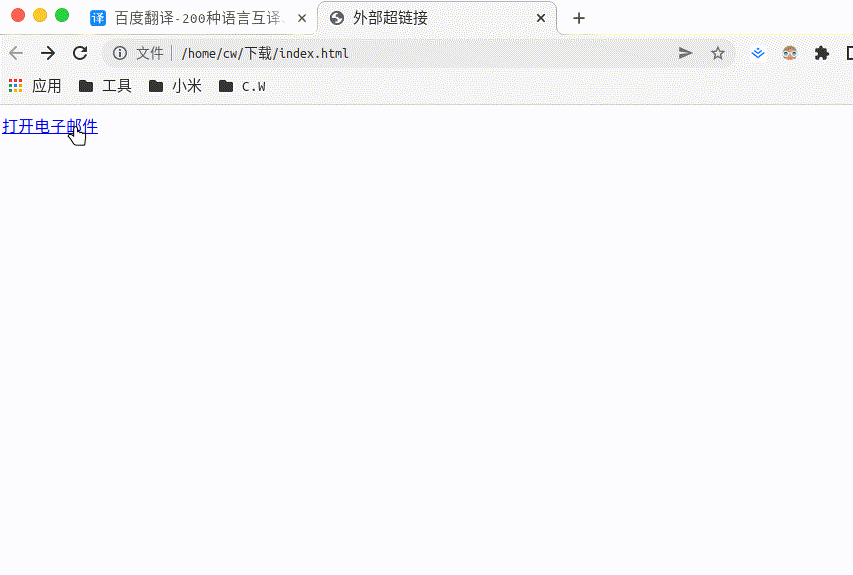 译 百度翻译-200种语言互译、 外部超链接
文件 /home/cw/下载/index.html
应用 工具 小米 C.W
打开电子邮件